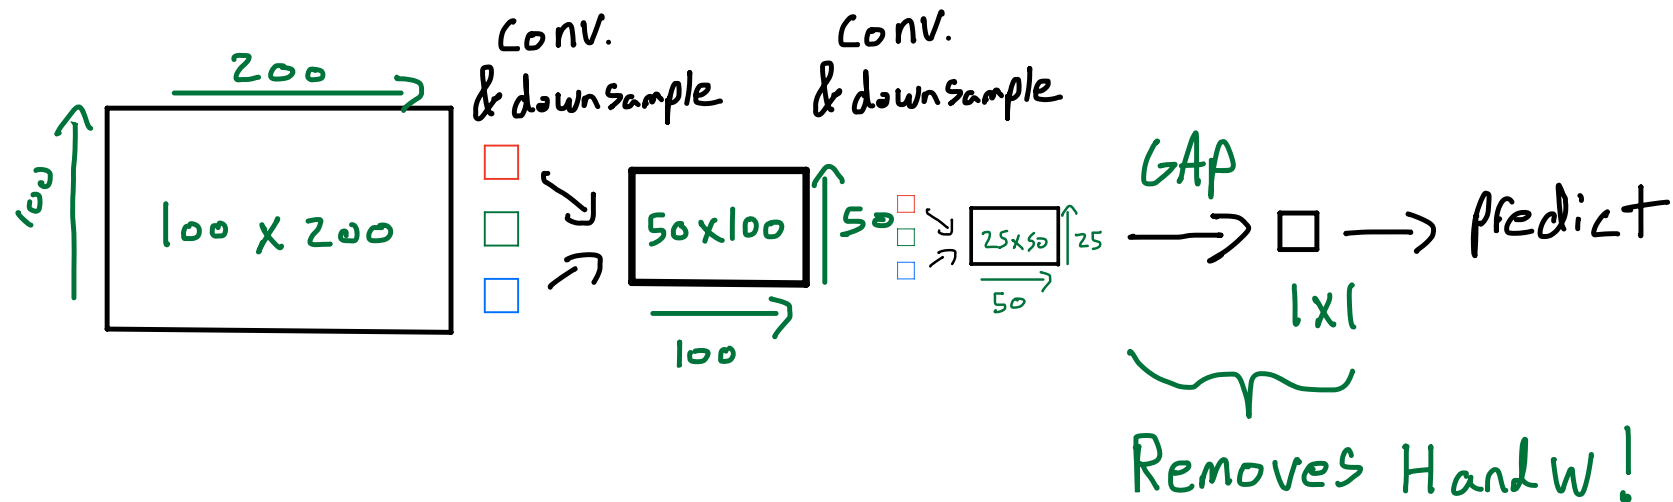 200
100
100 x 200
Conv.
& downsample
50x100
50
100
Conv.
& downsample
25x50
25
50
GAP
1x1
predict
Removes H and W!